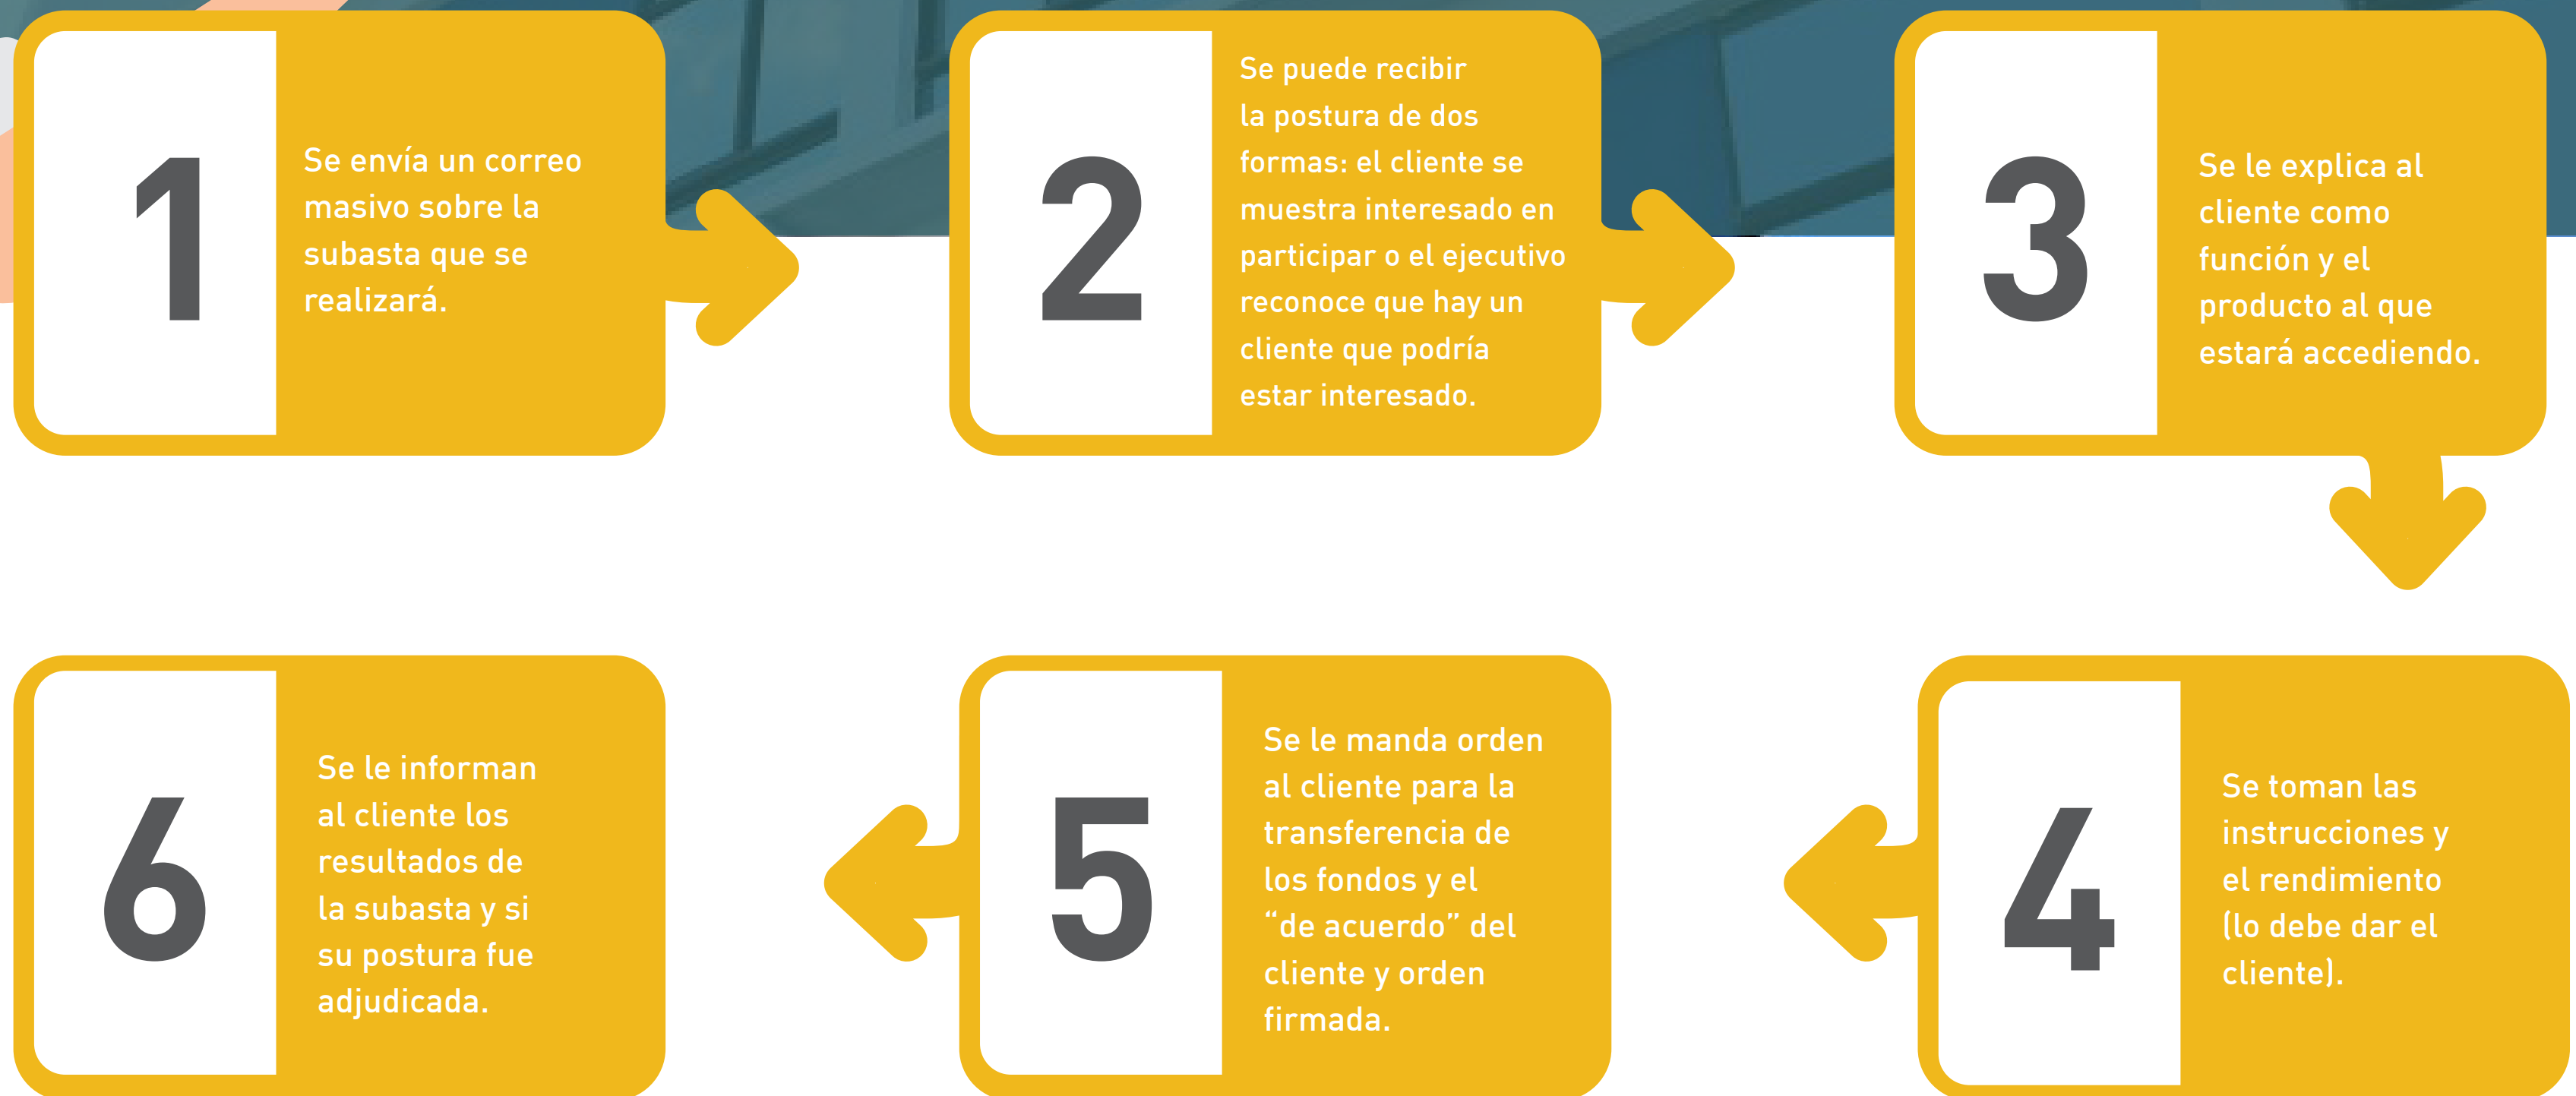 1
Se envía un correo
masivo sobre la
subasta que se
realizará.
2
Se puede recibir
la postura de dos
formas: el cliente se
muestra interesado en
participar o el ejecutivo
reconoce que hay un
cliente que podría
estar interesado.
3
Se le explica al
cliente como
función y el
producto al que
estará accediendo.
4
Se toman las
instrucciones y
el rendimiento
(lo debe dar el
cliente).
5
Se le manda orden
al cliente para la
transferencia de
los fondos y el
“de acuerdo” del
cliente y orden
firmada.
6
Se le informan
al cliente los
resultados de
la subasta y si
su postura fue
adjudicada.